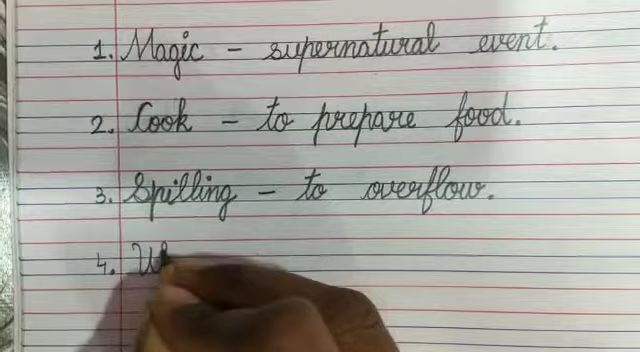 1. Magic - supernatural event.
2. Cook - to prepare food.
3. Spilling - to overflow.
4.